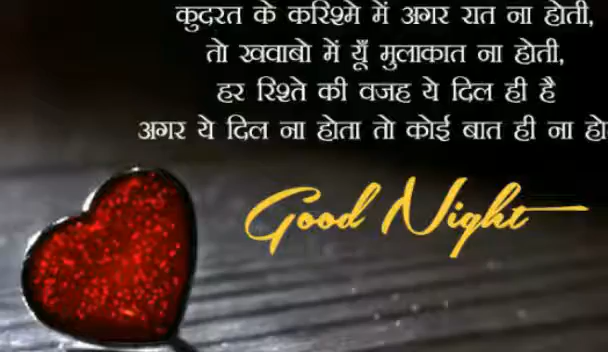 कुदरत के करिश्मे में अगर रात ना होती,
तो खवाबो में यूँ मुलाकात ना होती,
हर रिश्ते की वजह ये दिल ही है
अगर ये दिल ना होता तो कोई बात ही ना
Good Night